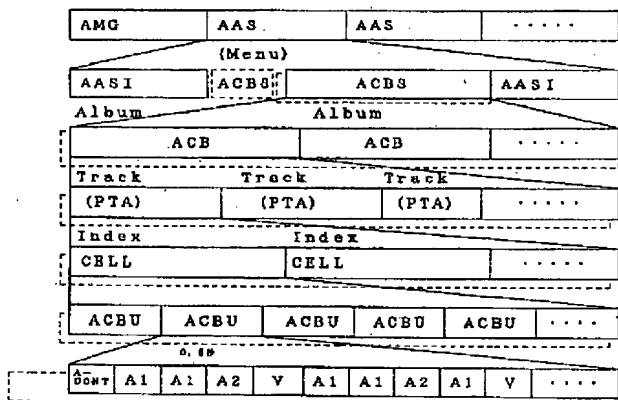 AMG AAS AAS ·····
(Menu)
AASI ACBS ACBS AASI
Album Album
ACB ACB ·····
Track Track Track
(PTA) (PTA) (PTA) ·····
Index Index
CELL CELL ·····
ACBU ACBU ACBU ACBU ACBU ····
A-CONT A1 A1 A2 V A1 A1 A2 A1 V ····